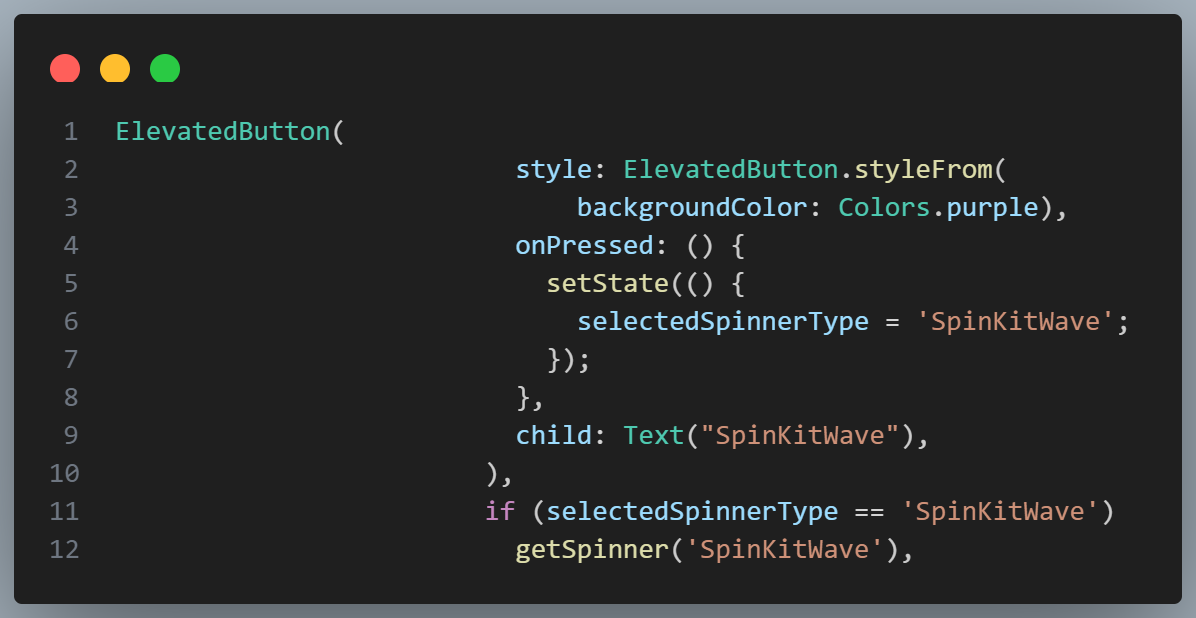 1 ElevatedButton(
2 style: ElevatedButton.styleFrom(
3 backgroundColor: Colors.purple),
4 onPressed: () {
5 setState(() {
6 selectedSpinnerType = 'SpinKitWave';
7 });
8 },
9 child: Text("SpinKitWave"),
10 ),
11 if (selectedSpinnerType == 'SpinKitWave')
12 getSpinner('SpinKitWave'),